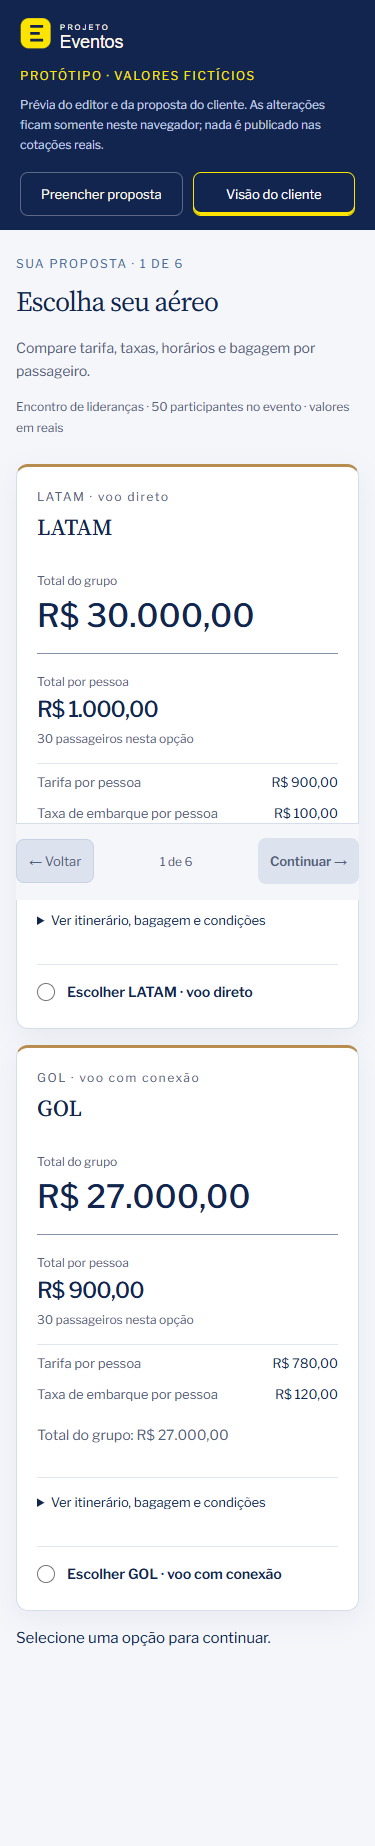 PROJETO
Eventos
PROTÓTIPO · VALORES FICTÍCIOS
Prévia do editor e da proposta do cliente. As alterações
ficam somente neste navegador; nada é publicado nas
cotações reais.
Preencher proposta
Visão do cliente
SUA PROPOSTA · 1 DE 6
Escolha seu aéreo
Compare tarifa, taxas, horários e bagagem por
passageiro.
Encontro de lideranças · 50 participantes no evento · valores
em reais
LATAM · voo direto
LATAM
Total do grupo
R$ 30.000,00
Total por pessoa
R$ 1.000,00
30 passageiros nesta opção
Tarifa por pessoa R$ 900,00
Taxa de embarque por pessoa R$ 100,00
← Voltar 1 de 6 Continuar →
▶ Ver itinerário, bagagem e condições
Escolher LATAM · voo direto
GOL · voo com conexão
GOL
Total do grupo
R$ 27.000,00
Total por pessoa
R$ 900,00
30 passageiros nesta opção
Tarifa por pessoa R$ 780,00
Taxa de embarque por pessoa R$ 120,00
Total do grupo: R$ 27.000,00
▶ Ver itinerário, bagagem e condições
Escolher GOL · voo com conexão
Selecione uma opção para continuar.